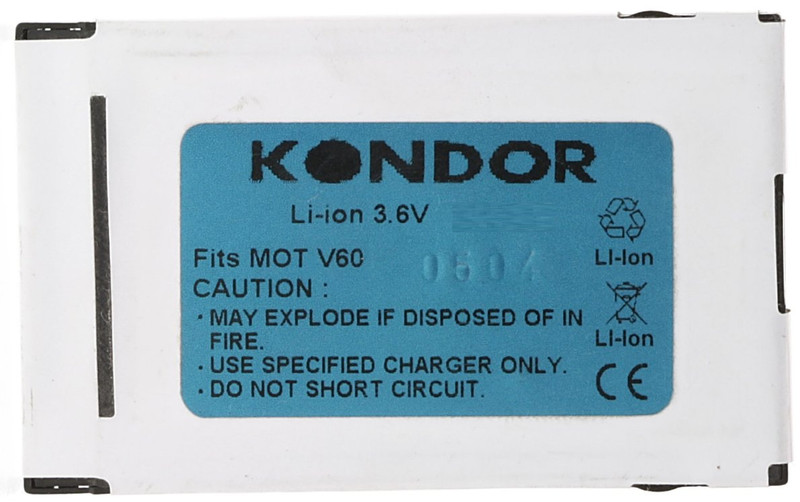 KONDOR
Li-ion 3.6V
Fits MOT V60
0504
CAUTION :
· MAY EXPLODE IF DISPOSED OF IN
FIRE.
· USE SPECIFIED CHARGER ONLY.
· DO NOT SHORT CIRCUIT.
LI-Ion
LI-Ion
CE